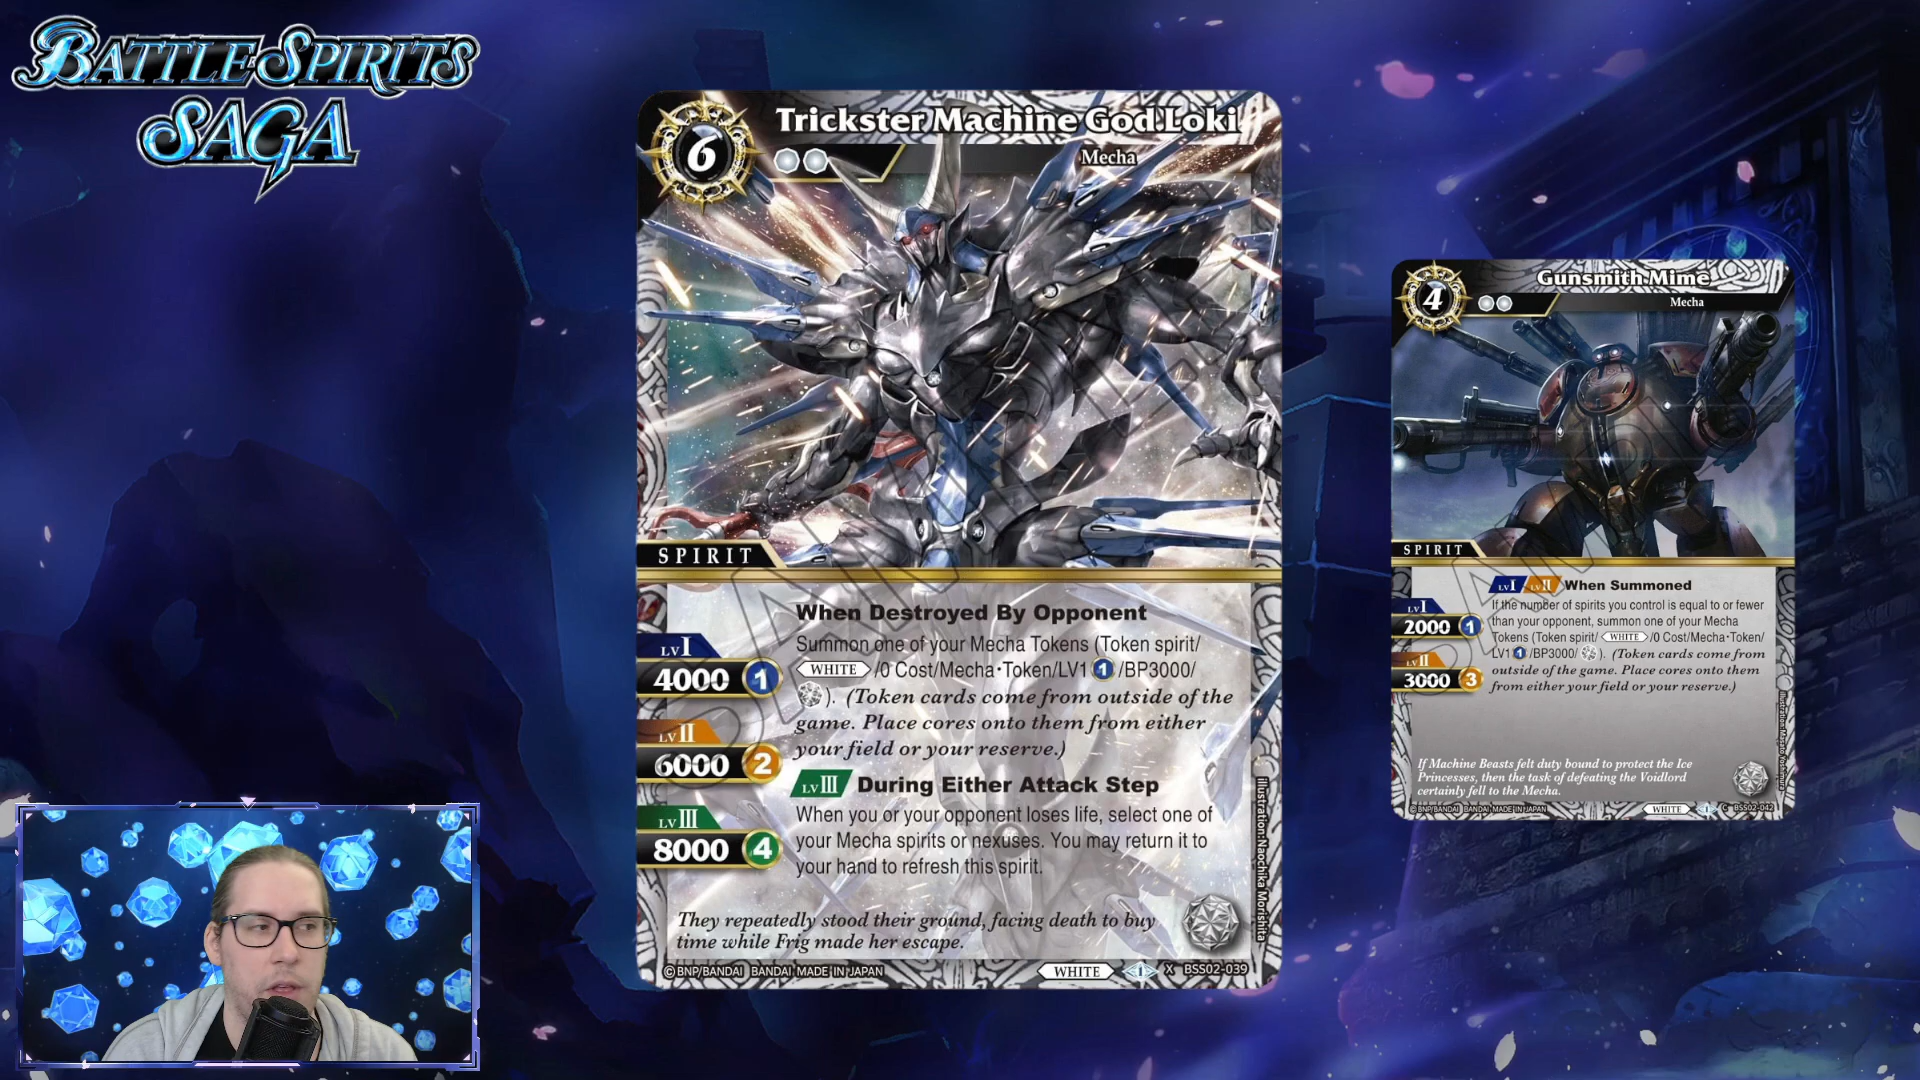 BATTLE SPIRITS
SAGA
6
Trickster Machine God Loki
Mecha
SPIRIT
When Destroyed By Opponent
Summon one of your Mecha Tokens (Token spirit/
WHITE /0 Cost/Mecha・Token/LV1 1 /BP3000/
). (Token cards come from outside of the
game. Place cores onto them from either
your field or your reserve.)
LV III During Either Attack Step
When you or your opponent loses life, select one of
your Mecha spirits or nexuses. You may return it to
your hand to refresh this spirit.
LV I
4000 1
LV II
6000 2
LV III
8000 4
They repeatedly stood their ground, facing death to buy
time while Frig made her escape.
©BNP/BANDAI BANDAI MADE IN JAPAN
WHITE I X BSS02-039
Illustration:Naochika Morishita
SAMPLE
4
Gunsmith Mime
Mecha
SPIRIT
LV I LV II When Summoned
If the number of spirits you control is equal to or fewer
than your opponent, summon one of your Mecha
Tokens (Token spirit/ WHITE /0 Cost/Mecha・Token/
LV1 1 /BP3000/ ). (Token cards come from
outside of the game. Place cores onto them
from either your field or your reserve.)
LV I
2000 1
LV II
3000 3
If Machine Beasts felt duty bound to protect the Ice
Princesses, then the task of defeating the Voidlord
certainly fell to the Mecha.
©BNP/BANDAI BANDAI MADE IN JAPAN
WHITE I C BSS02-042